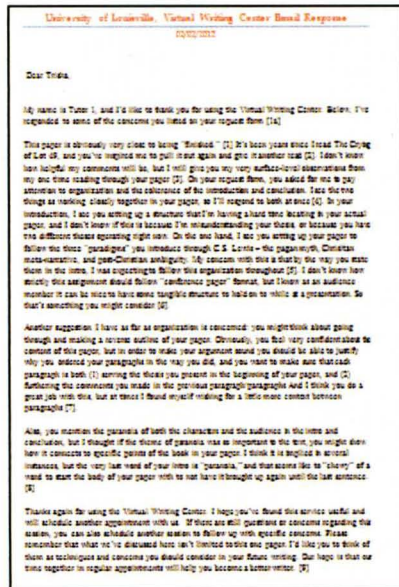 University of Louisville, Virtual Writing Center Email Response
02/02/2012
Dear Trisha,
My name is Tutor 1, and I'd like to thank you for using the Virtual Writing Center. Below, I've
responded to some of the concerns you listed on your request form [1a]
This paper is obviously very close to being "finished." [1] It's been years since I read The Crying
of Lot 49, and you've inspired me to pull it out again and give it another read [2]. I don't know
how helpful my comments will be, but I will give you my very surface-level observations from
my one time reading through your paper [3]. On your request form, you asked for me to pay
attention to organization and the coherence of the introduction and conclusion. I see the two
things as working closely together in your paper, so I'll respond to both at once [4]. In your
introduction, I see you setting up a structure that I'm having a hard time locating in your actual
paper, and I don't know if this is because I'm misunderstanding your thesis, or because you have
two different theses operating right now. On the one hand, I see you setting up your paper to
follow the three "paradigms" you introduce through C.S. Lewis – the pagan myth, Christian
meta-narrative, and post-Christian ambiguity. My concern with this is that by the way you state
them in the intro, I was expecting to follow this organization throughout [5]. I don't know how
strictly this assignment should follow "conference paper" format, but I know as an audience
member it can be nice to have some tangible structure to hold on to while at a presentation. So
that's something you might consider [6].
Another suggestion I have as far as organization is concerned: you might think about going
through and making a reverse outline of your paper. Obviously, you feel very confident about the
content of this paper, but in order to make your argument sound you should be able to justify
why you ordered your paragraphs in the way you did, and you want to make sure that each
paragraph is both (1) serving the thesis you present in the beginning of your paper, and (2)
furthering the comments you made in the previous paragraph/paragraphs And I think you do a
great job with this, but at times I found myself wishing for a little more context between
paragraphs [7].
Also, you mention the paranoia of both the characters and the audience in the intro and
conclusion, but I thought if the theme of paranoia was so important to the text, you might show
how it connects to specific points of the book in your paper. I think it is implied in several
instances, but the very last word of your intro is "paranoia," and that seems like to "chewy" of a
word to start the body of your paper with to not have it brought up again until the last sentence.
[8]
Thanks again for using the Virtual Writing Center. I hope you've found this service useful and
will schedule another appointment with us. If there are still questions or concerns regarding this
session, you can also schedule another session to follow up with specific concerns. Please
remember that what we've discussed here isn't limited to this one paper. I'd like you to think of
them as techniques and concerns you should consider in your future writing. Our hope is that our
time together in regular appointments will help you become a better writer. [9]